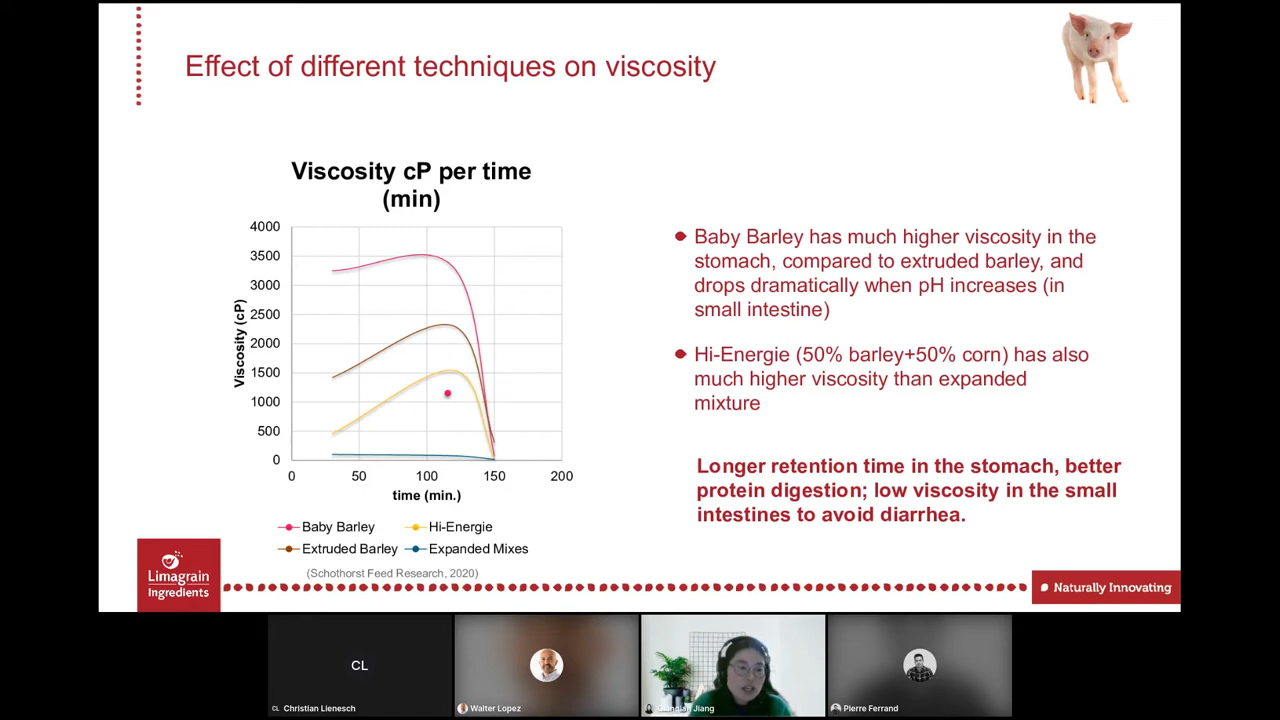 Effect of different techniques on viscosity
Viscosity cP per time
(min)
4000
3500
3000
2500
2000
1500
1000
500
0
Viscosity (cP)
0 50 100 150 200
time (min.)
Baby Barley Hi-Energie
Extruded Barley Expanded Mixes
(Schothorst Feed Research, 2020)
Baby Barley has much higher viscosity in the
stomach, compared to extruded barley, and
drops dramatically when pH increases (in
small intestine)
Hi-Energie (50% barley+50% corn) has also
much higher viscosity than expanded
mixture
Longer retention time in the stomach, better
protein digestion; low viscosity in the small
intestines to avoid diarrhea.
Limagrain
Ingredients
Naturally Innovating
CL
CL Christian Lienesch
Walter Lopez
Qianqian Jiang
Pierre Ferrand